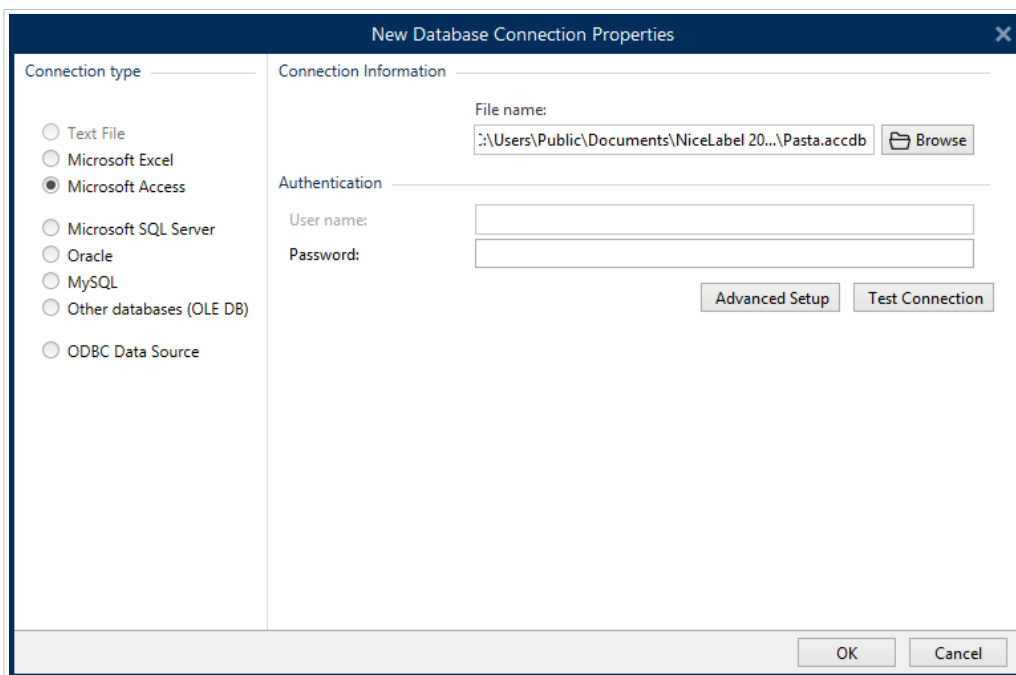 New Database Connection Properties
Connection type
Connection Information
Text File
Microsoft Excel
Microsoft Access
Microsoft SQL Server
Oracle
MySQL
Other databases (OLE DB)
ODBC Data Source
File name:
:\Users\Public\Documents\NiceLabel 20...\Pasta.accdb
Browse
Authentication
User name:
Password:
Advanced Setup
Test Connection
OK
Cancel